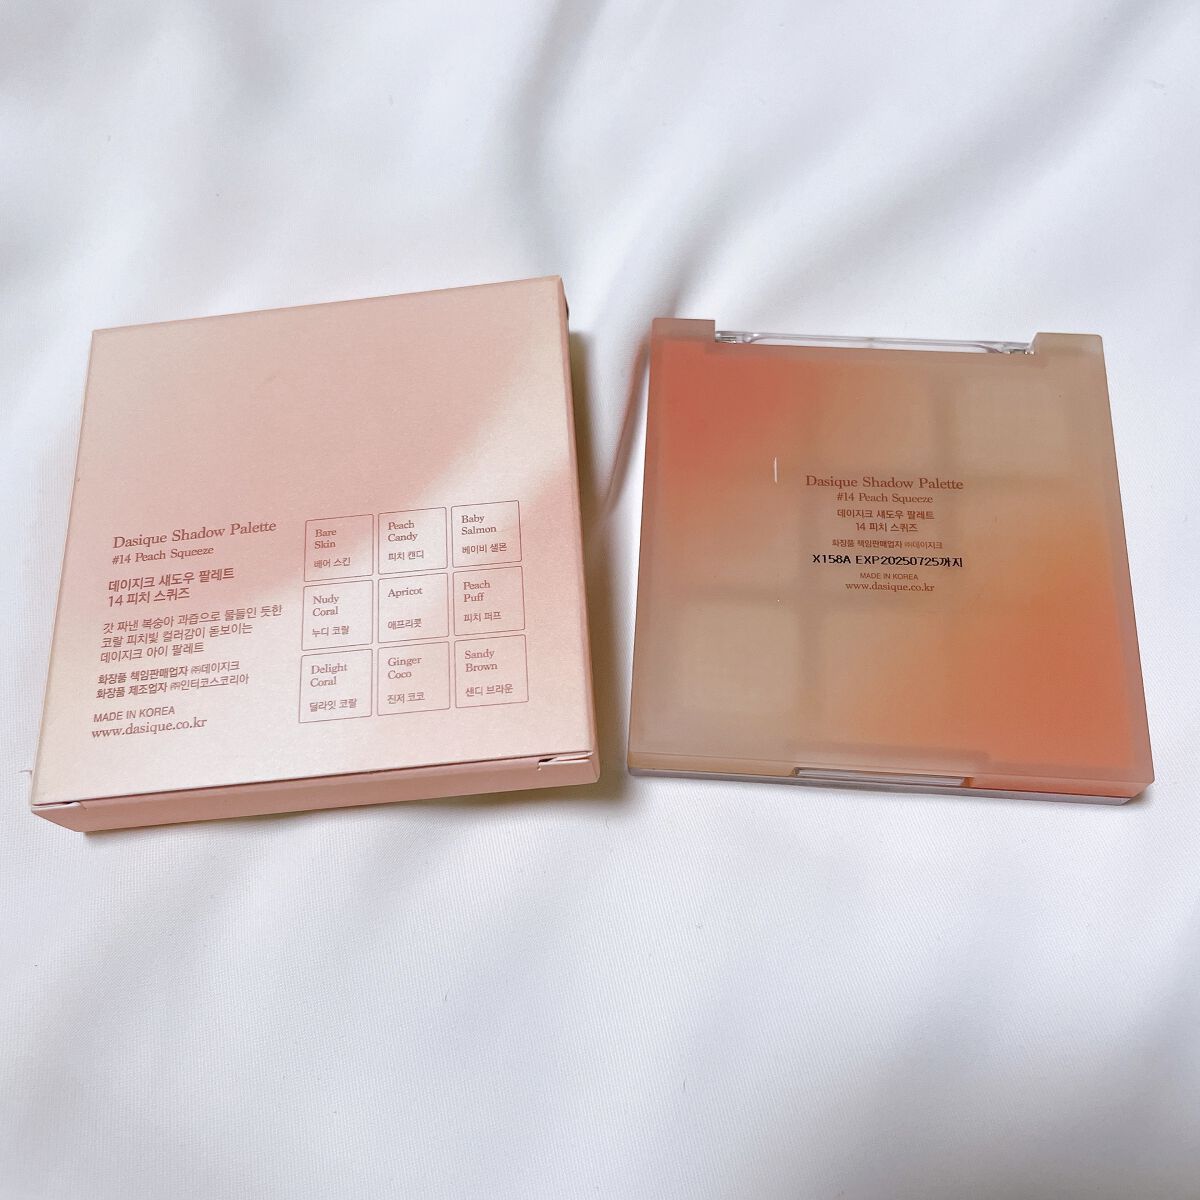 Dasique Shadow Palette
#14 Peach Squeeze
데이지크 섀도우 팔레트
14 피치 스퀴즈
갓 짜낸 복숭아 과즙으로 물들인 듯한
코랄 피치빛 컬러감이 돋보이는
데이지크 아이 팔레트
화장품 책임판매업자 ㈜데이지크
화장품 제조업자 ㈜인터코스코리아
MADE IN KOREA
www.dasique.co.kr
Bare
Skin
베어 스킨
Peach
Candy
피치 캔디
Baby
Salmon
베이비 샐몬
Nudy
Coral
누디 코랄
Apricot
애프리콧
Peach
Puff
피치 퍼프
Delight
Coral
딜라잇 코랄
Ginger
Coco
진저 코코
Sandy
Brown
샌디 브라운
Dasique Shadow Palette
#14 Peach Squeeze
데이지크 섀도우 팔레트
14 피치 스퀴즈
화장품 책임판매업자 ㈜데이지크
X158A EXP20250725까지
MADE IN KOREA
www.dasique.co.kr